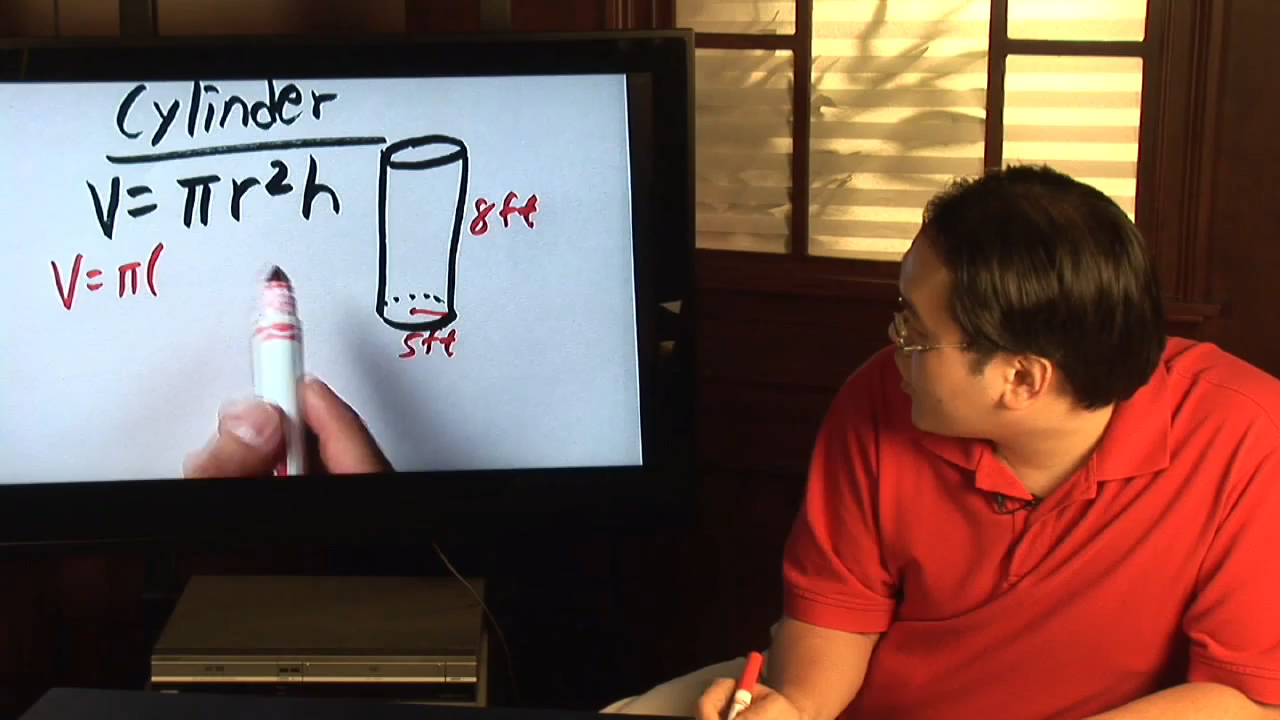 Cylinder
V = πr²h
8ft
V = π(
5ft